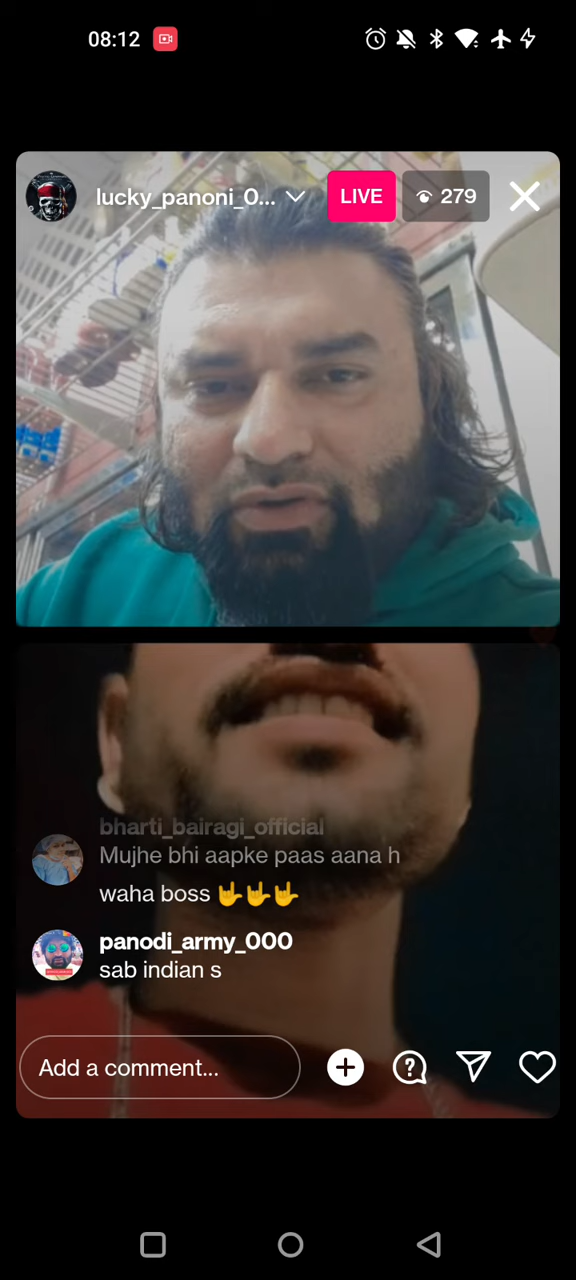 08:12
lucky_panoni_0...
LIVE
279
bharti_bairagi_official
Mujhe bhi aapke paas aana h
waha boss 🤟🤟🤟
panodi_army_000
sab indian s
Add a comment...